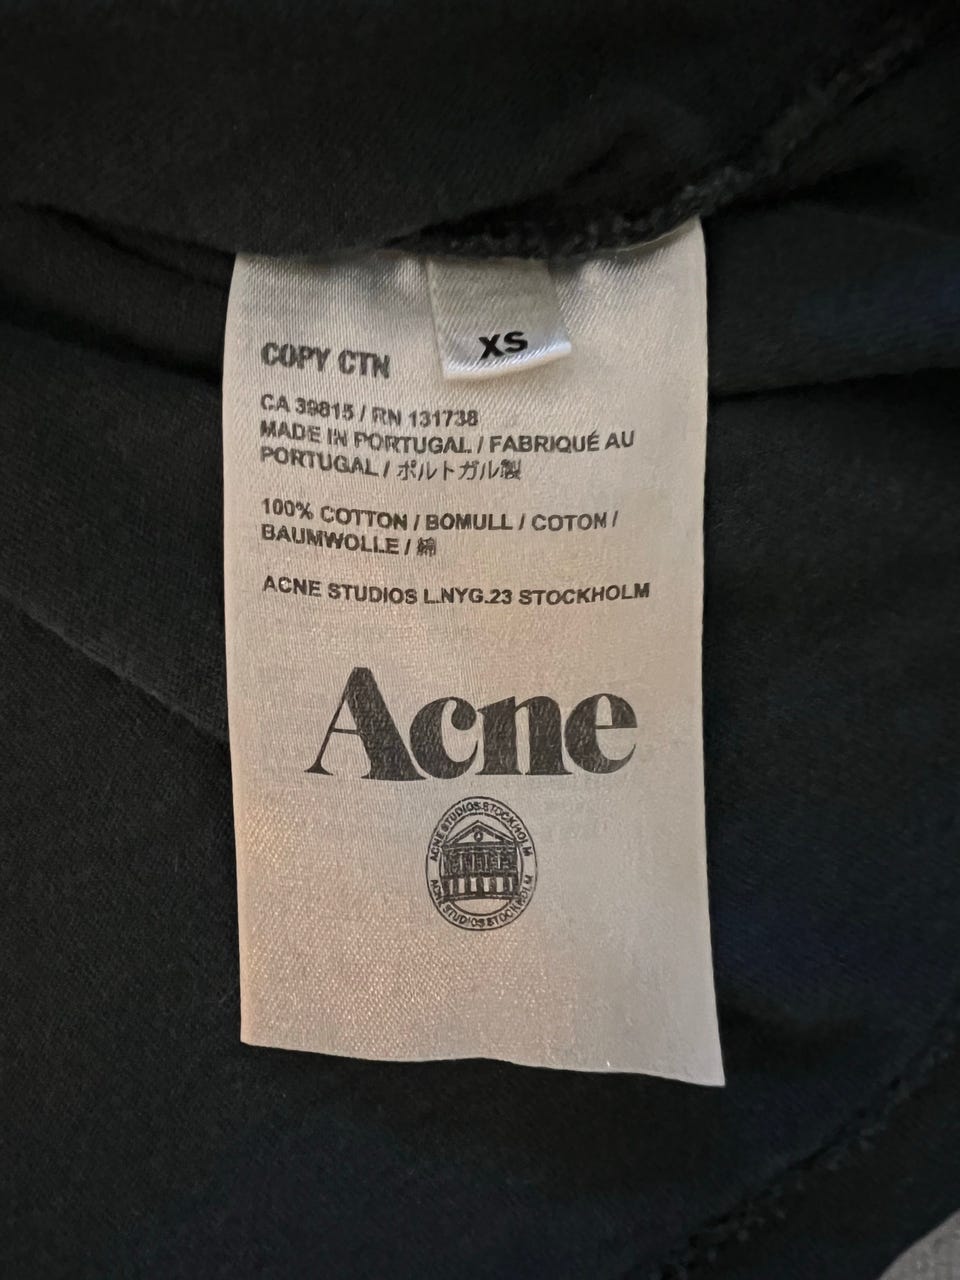 XS
COPY CTN
CA 39815 / RN 131738
MADE IN PORTUGAL / FABRIQUÉ AU
PORTUGAL / ポルトガル製
100% COTTON / BOMULL / COTON /
BAUMWOLLE / 綿
ACNE STUDIOS L.NYG.23 STOCKHOLM
Acne
ACNE STUDIOS STOCKHOLM
ACNE STUDIOS STOCKHOLM